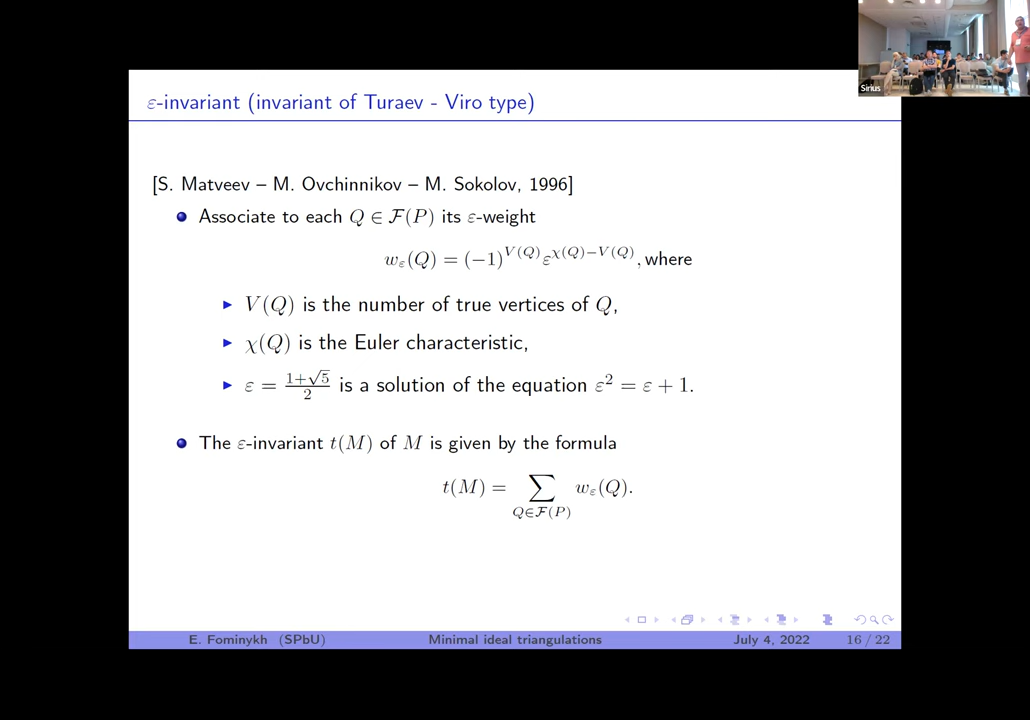 Sirius
ε-invariant (invariant of Turaev - Viro type)
[S. Matveev – M. Ovchinnikov – M. Sokolov, 1996]
Associate to each Q ∈ F(P) its ε-weight
w_ε(Q) = (−1)^{V(Q)} ε^{χ(Q)−V(Q)}, where
V(Q) is the number of true vertices of Q,
χ(Q) is the Euler characteristic,
ε = \frac{1+√5}{2} is a solution of the equation ε² = ε + 1.
The ε-invariant t(M) of M is given by the formula
t(M) = ∑_{Q∈F(P)} w_ε(Q).
E. Fominykh (SPbU) Minimal ideal triangulations July 4, 2022 16 / 22